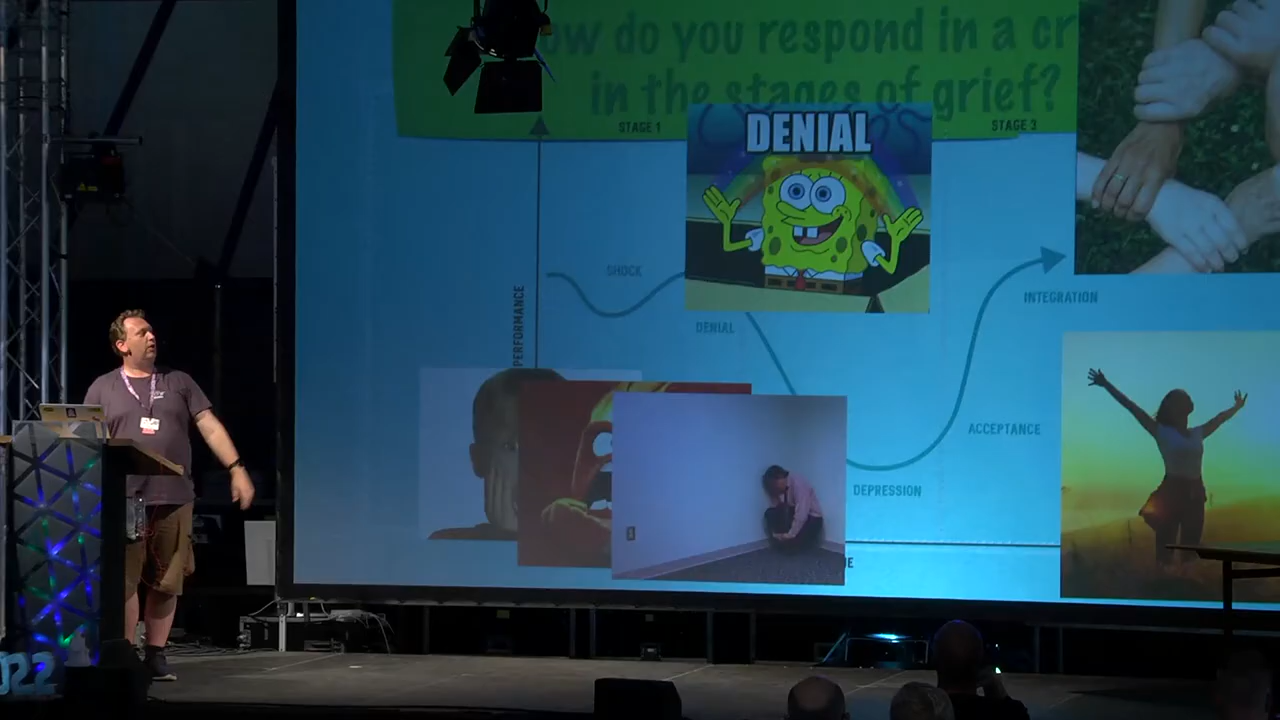 ow do you respond in a cr
in the stages of grief?
STAGE 1
STAGE 3
DENIAL
SHOCK
PERFORMANCE
DENIAL
INTEGRATION
ACCEPTANCE
DEPRESSION